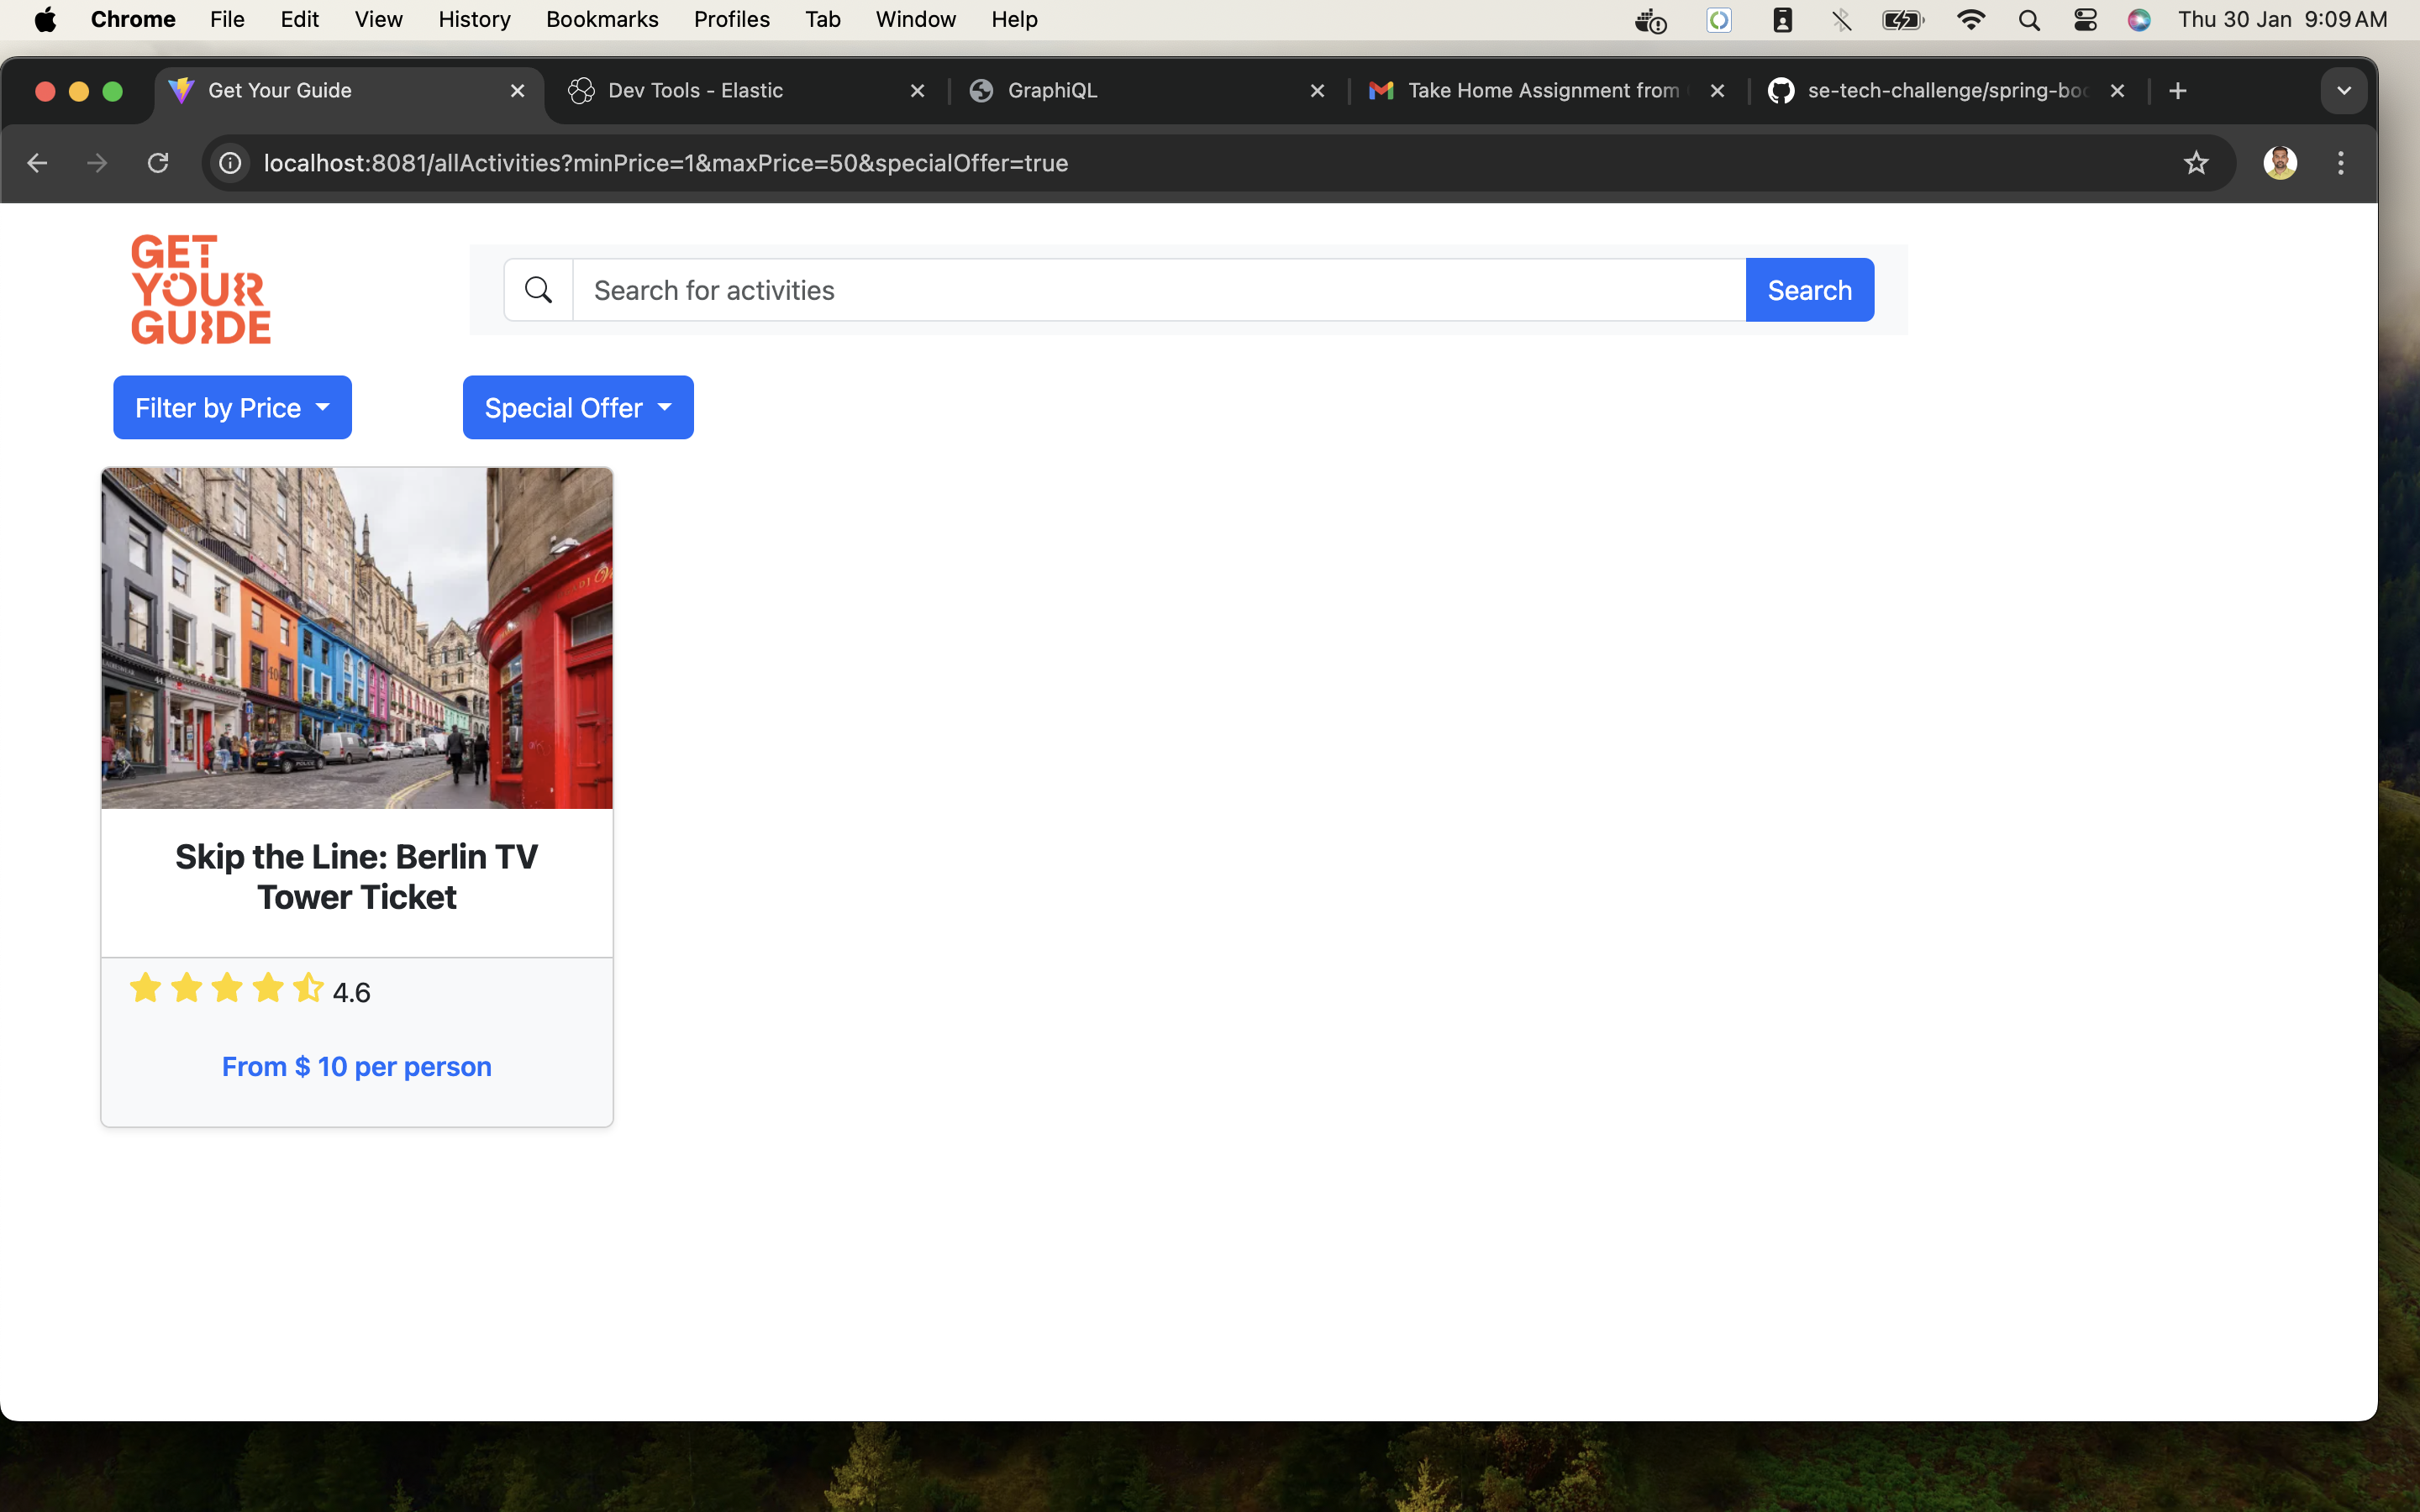 Chrome File Edit View History Bookmarks Profiles Tab Window Help Thu 30 Jan 9:09 AM
Get Your Guide Dev Tools - Elastic GraphiQL Take Home Assignment from se-tech-challenge/spring-boo
localhost:8081/allActivities?minPrice=1&maxPrice=50&specialOffer=true
GET
YOUR
GUIDE
Search for activities Search
Filter by Price Special Offer
Skip the Line: Berlin TV
Tower Ticket
4.6
From $ 10 per person